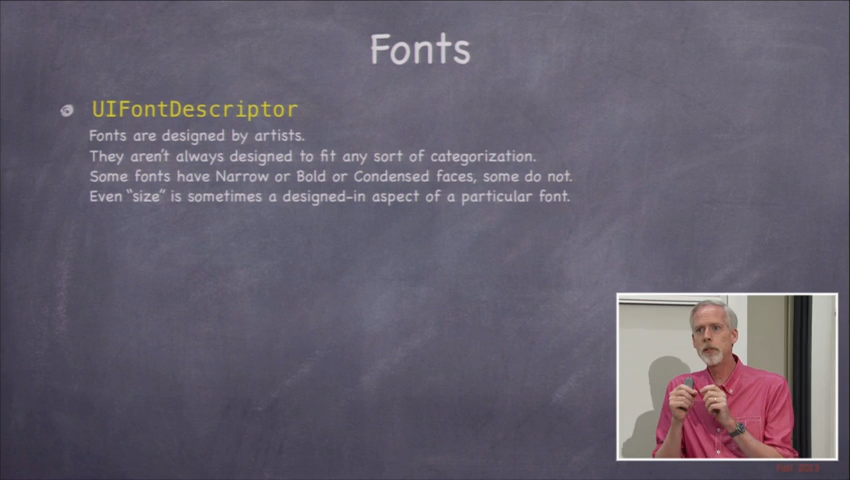 Fonts
UIFontDescriptor
Fonts are designed by artists.
They aren't always designed to fit any sort of categorization.
Some fonts have Narrow or Bold or Condensed faces, some do not.
Even “size” is sometimes a designed-in aspect of a particular font.
Fall 2013